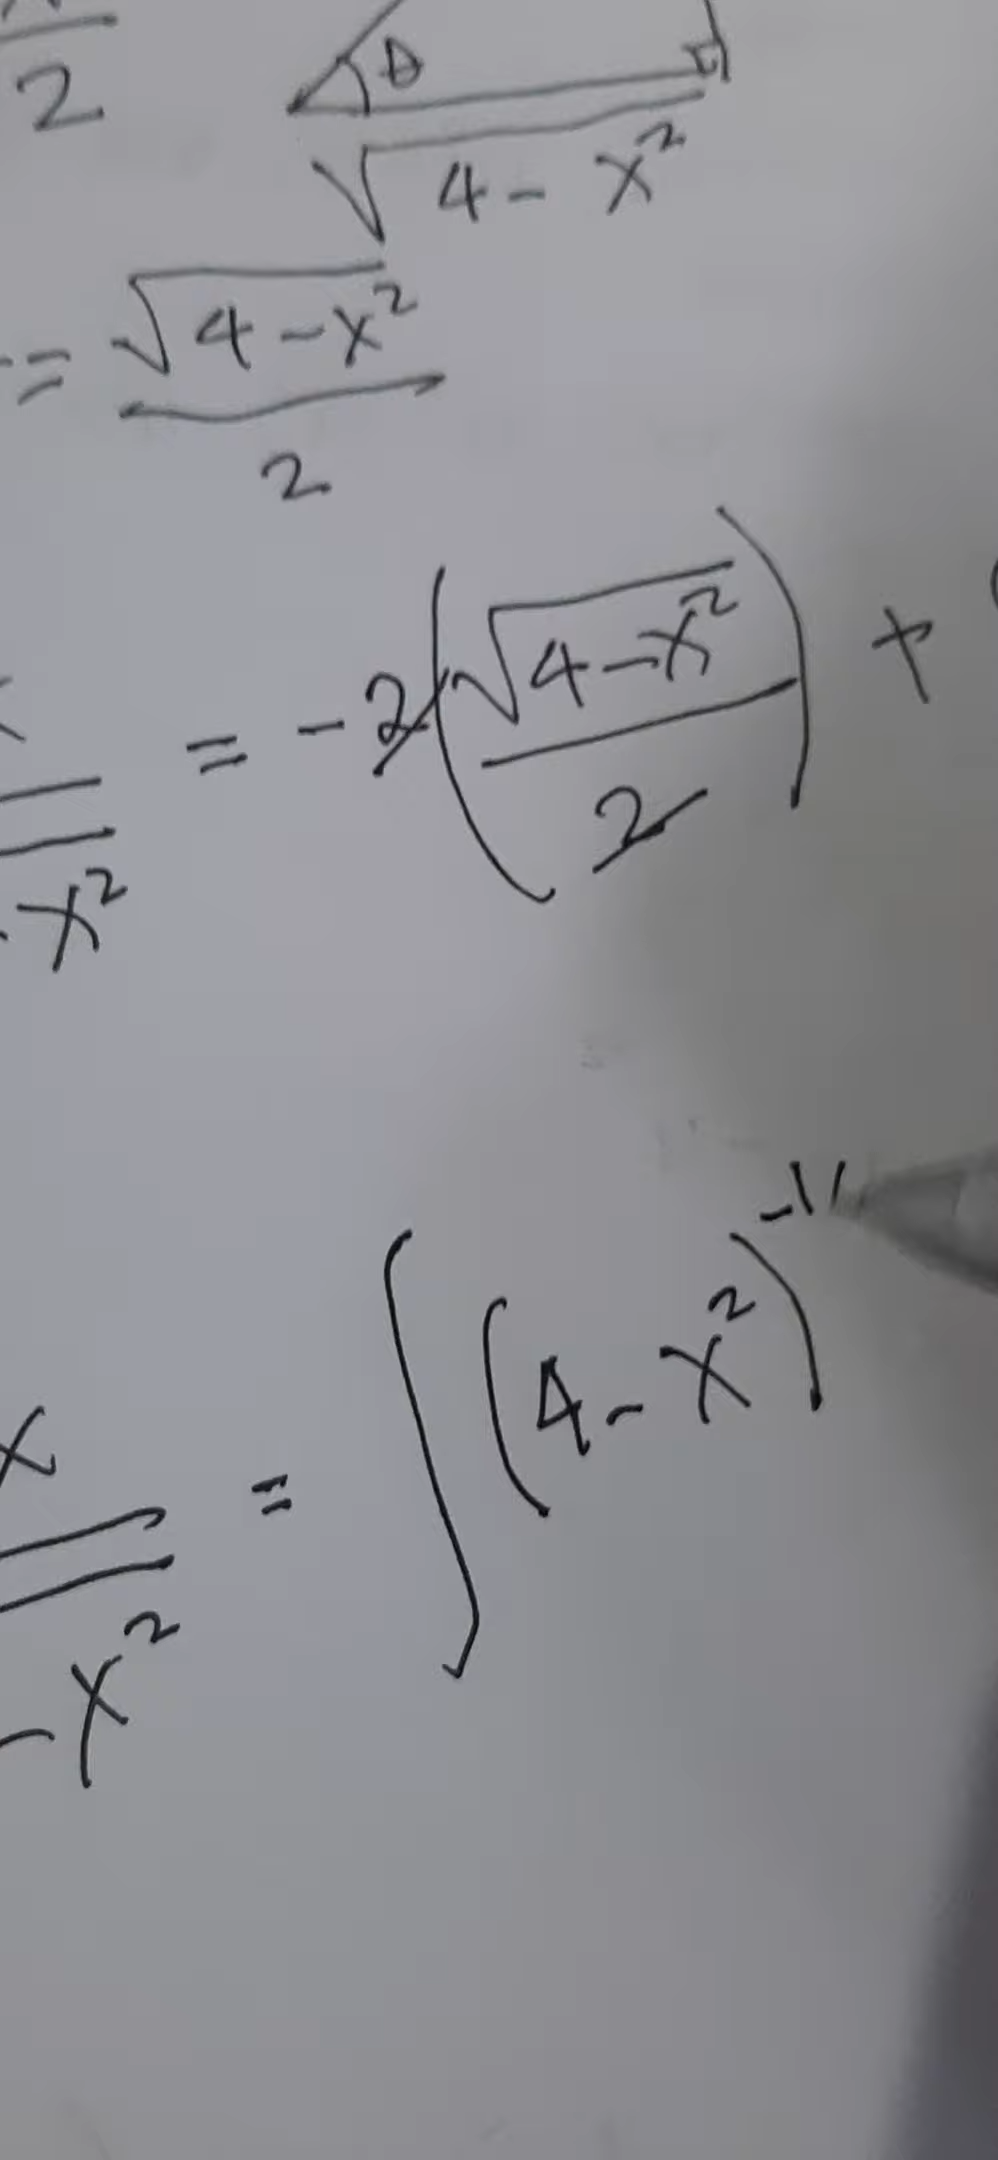 2
θ
√4 - x²
= √4 - x² / 2
x² = -2(√4 - x² / 2) +
x / - x² = ∫(4 - x²)^-1/